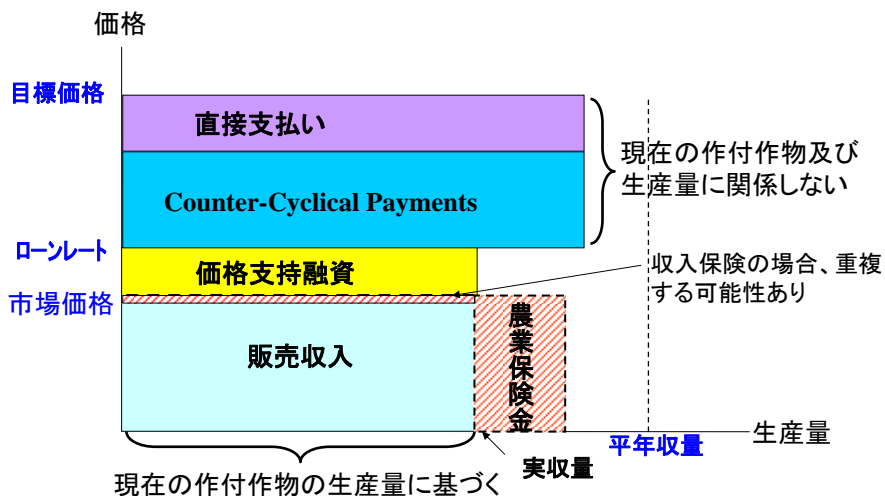 価格
目標価格
直接支払い
現在の作付作物及び
生産量に関係しない
Counter-Cyclical Payments
ローンレート
価格支持融資
収入保険の場合、重複
する可能性あり
市場価格
販売収入
農業保険金
生産量
平年収量
実収量
現在の作付作物の生産量に基づく